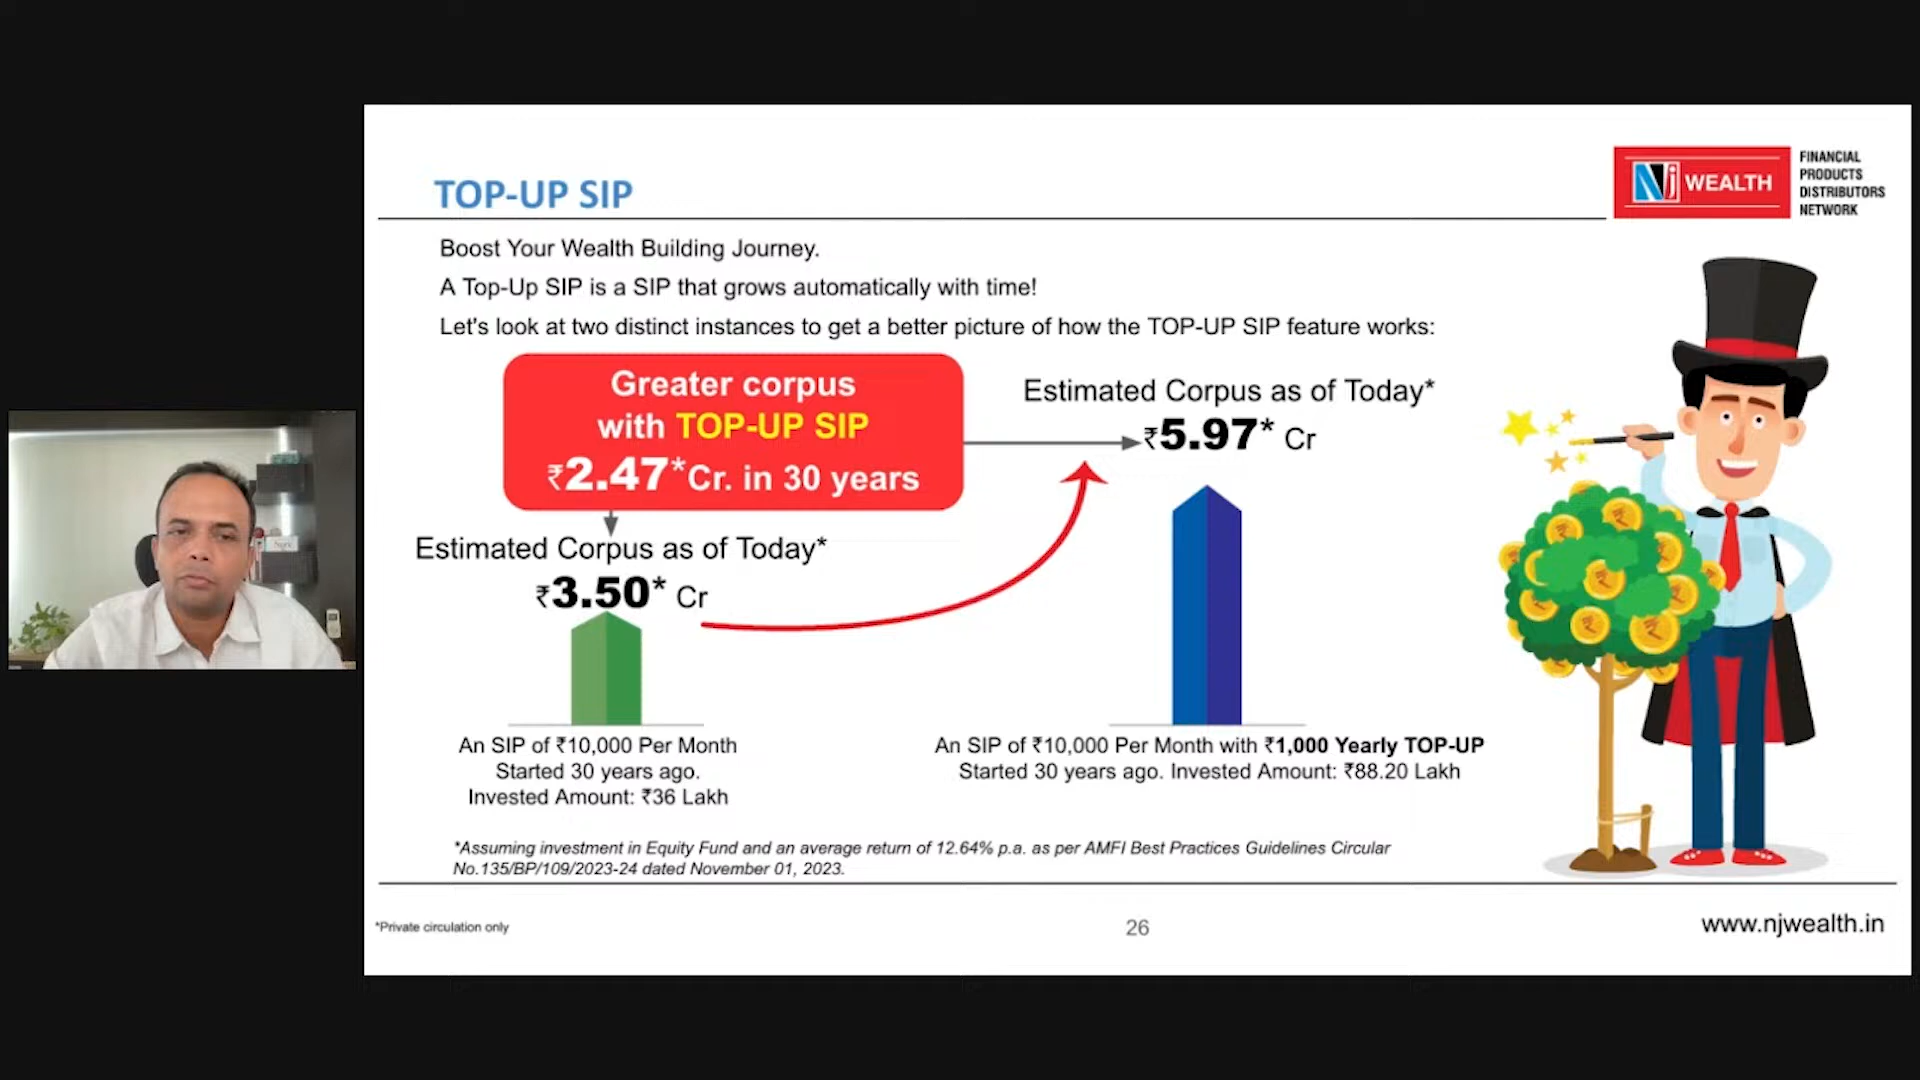 TOP-UP SIP
NJ WEALTH
FINANCIAL
PRODUCTS
DISTRIBUTORS
NETWORK
Boost Your Wealth Building Journey.
A Top-Up SIP is a SIP that grows automatically with time!
Let's look at two distinct instances to get a better picture of how the TOP-UP SIP feature works:
Greater corpus
with TOP-UP SIP
₹2.47*Cr. in 30 years
Estimated Corpus as of Today*
₹5.97* Cr
Estimated Corpus as of Today*
₹3.50* Cr
An SIP of ₹10,000 Per Month
Started 30 years ago.
Invested Amount: ₹36 Lakh
An SIP of ₹10,000 Per Month with ₹1,000 Yearly TOP-UP
Started 30 years ago. Invested Amount: ₹88.20 Lakh
*Assuming investment in Equity Fund and an average return of 12.64% p.a. as per AMFI Best Practices Guidelines Circular
No.135/BP/109/2023-24 dated November 01, 2023.
*Private circulation only
26
www.njwealth.in